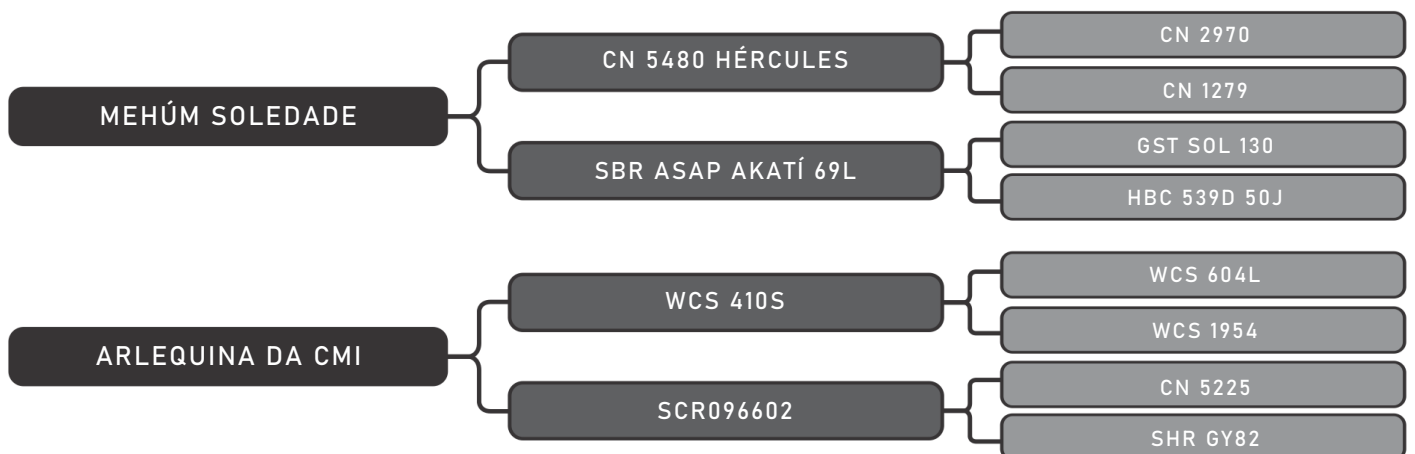 MEHÚM SOLEDADE
CN 5480 HÉRCULES
CN 2970
CN 1279
SBR ASAP AKATÍ 69L
GST SOL 130
HBC 539D 50J
ARLEQUINA DA CMI
WCS 410S
WCS 604L
WCS 1954
SCR096602
CN 5225
SHR GY82